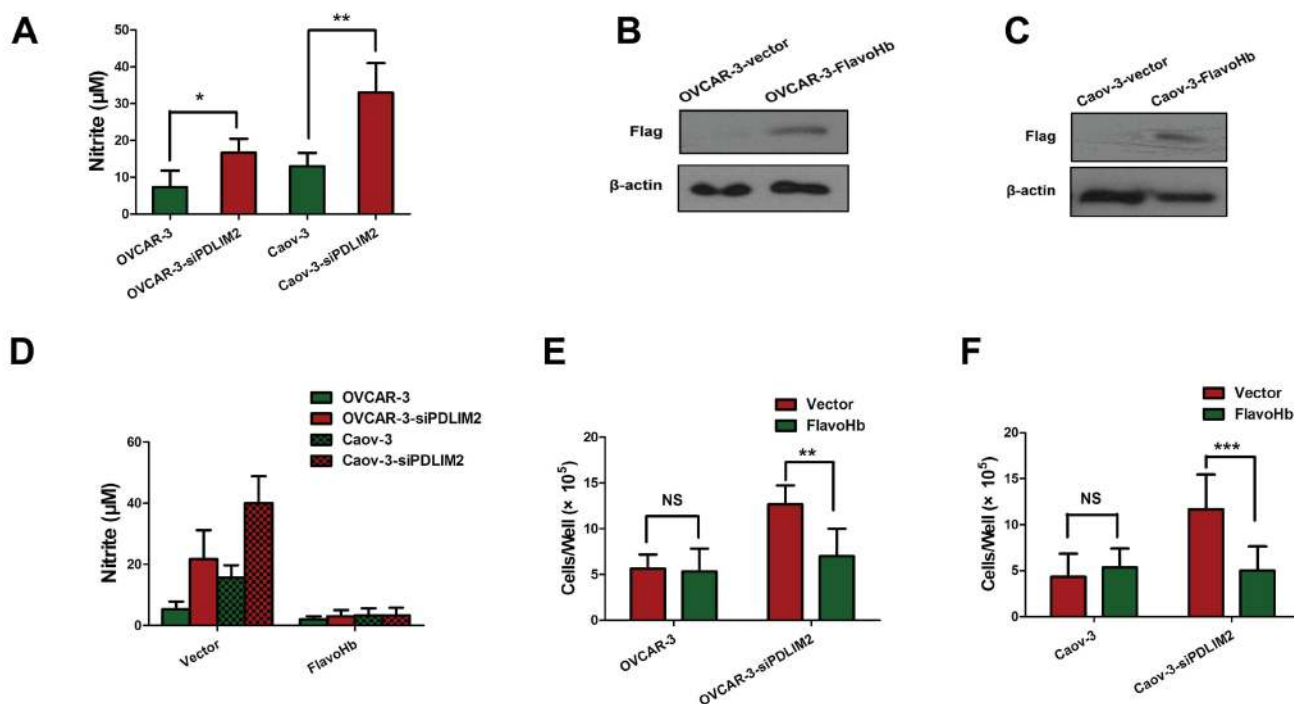 A
Nitrite (µM)
50
40
30
20
10
0
*
**
OVCAR-3
OVCAR-3-siPDLIM2
Caov-3
Caov-3-siPDLIM2
B
OVCAR-3-vector
OVCAR-3-FlavoHb
Flag
β-actin
C
Caov-3-vector
Caov-3-FlavoHb
Flag
β-actin
D
OVCAR-3
OVCAR-3-siPDLIM2
Caov-3
Caov-3-siPDLIM2
Nitrite (µM)
60
40
20
0
Vector
FlavoHb
E
Vector
FlavoHb
Cells/Well (× 10⁵)
20
15
10
5
0
NS
**
OVCAR-3
OVCAR-3-siPDLIM2
F
Vector
FlavoHb
Cells/Well (× 10⁵)
20
15
10
5
0
NS
***
Caov-3
Caov-3-siPDLIM2